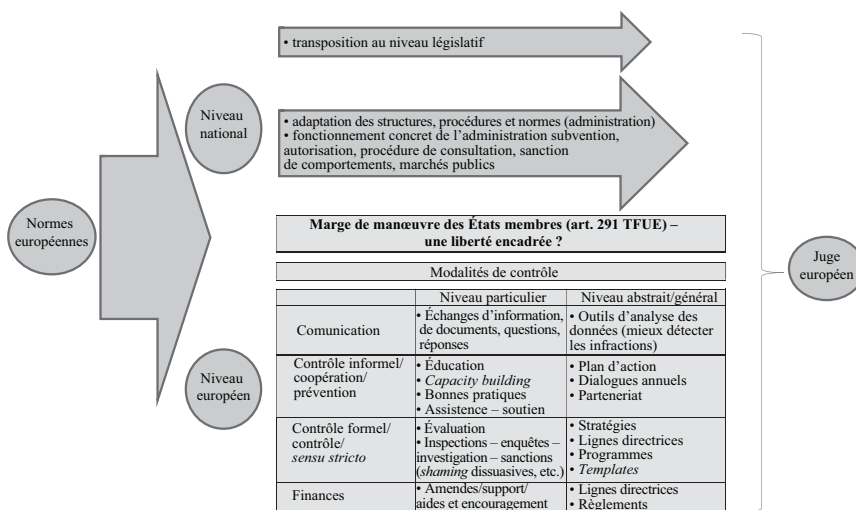 • transposition au niveau législatif
Niveau
national
• adaptation des structures, procédures et normes (administration)
• fonctionnement concret de l’administration subvention,
autorisation, procédure de consultation, sanction
de comportements, marchés publics
Normes
européennes
Marge de manœuvre des États membres (art. 291 TFUE) –
une liberté encadrée ?
Juge
européen
Modalités de contrôle
Niveau particulier
Niveau abstrait/général
Comunication
• Échanges d’information,
de documents, questions,
réponses
• Outils d’analyse des
données (mieux détecter
les infractions)
Niveau
européen
Contrôle informel/
coopération/
prévention
• Éducation
• Capacity building
• Bonnes pratiques
• Assistence – soutien
• Plan d’action
• Dialogues annuels
• Parteneriat
Contrôle formel/
contrôle/
sensu stricto
• Évaluation
• Inspections – enquêtes –
investigation – sanctions
(shaming dissuasives, etc.)
• Stratégies
• Lignes directrices
• Programmes
• Templates
Finances
• Amendes/support/
aides et encouragement
• Lignes directrices
• Règlements